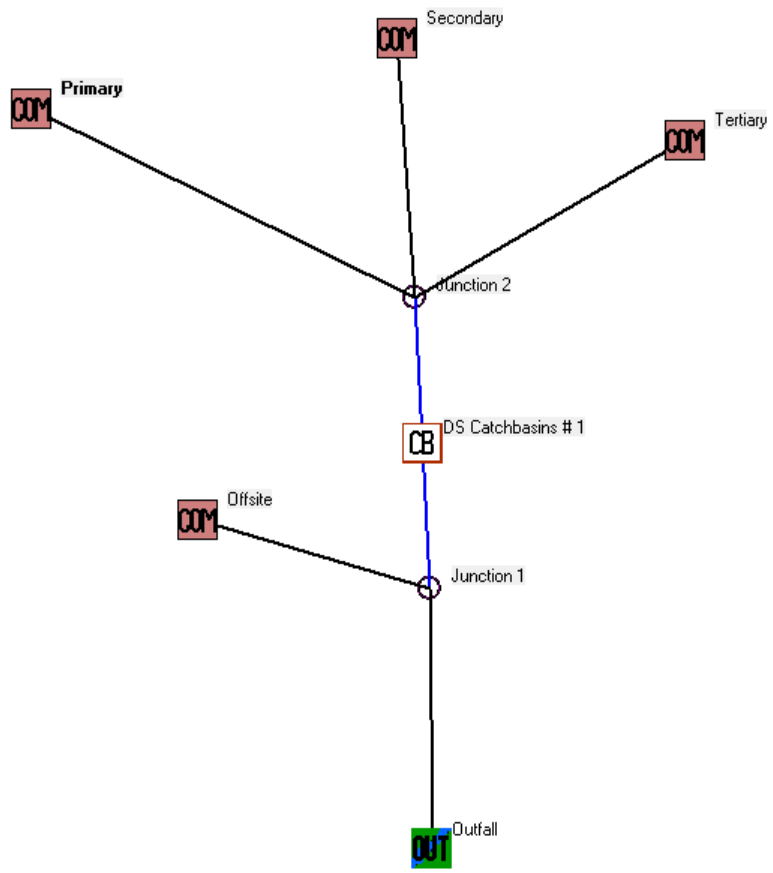 Secondary
COM
Primary
COM
Tertiary
COM
Junction 2
DS Catchbasins # 1
CB
Offsite
COM
Junction 1
Outfall
OUT